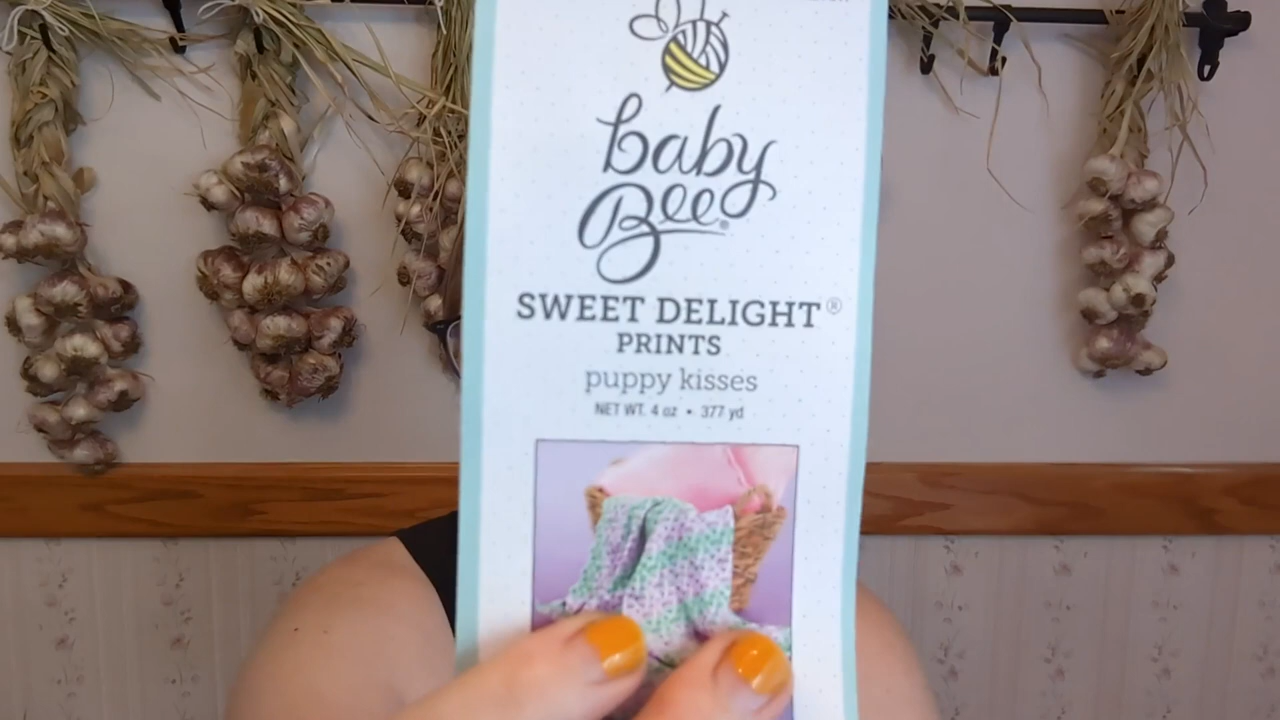 baby
Bee®
SWEET DELIGHT®
PRINTS
puppy kisses
NET WT. 4 oz • 377 yd